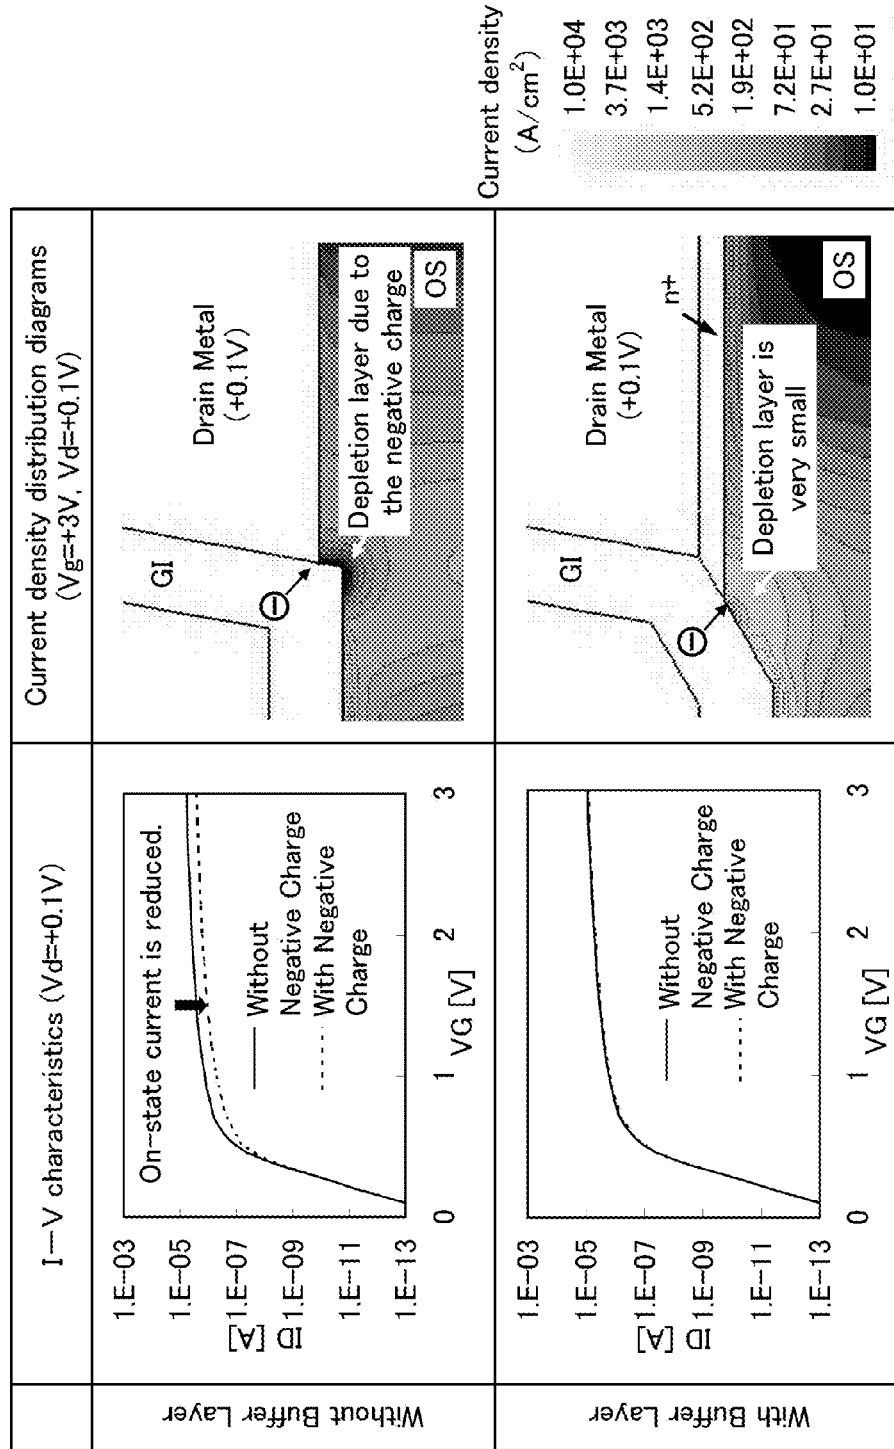 I—V characteristics (Vd=+0.1V)
Current density distribution diagrams
(Vg=+3V, Vd=+0.1V)
Without Buffer Layer
ID [A]
1.E-03
1.E-05
1.E-07
1.E-09
1.E-11
1.E-13
On-state current is reduced.
Without
Negative Charge
With Negative
Charge
0
1
2
3
VG [V]
GI
Drain Metal
(+0.1V)
−
Depletion layer due to
the negative charge
OS
With Buffer Layer
ID [A]
1.E-03
1.E-05
1.E-07
1.E-09
1.E-11
1.E-13
Without
Negative Charge
With Negative
Charge
0
1
2
3
VG [V]
GI
Drain Metal
(+0.1V)
n+
−
Depletion layer is
very small
OS
Current density
(A/cm²)
1.0E+04
3.7E+03
1.4E+03
5.2E+02
1.9E+02
7.2E+01
2.7E+01
1.0E+01